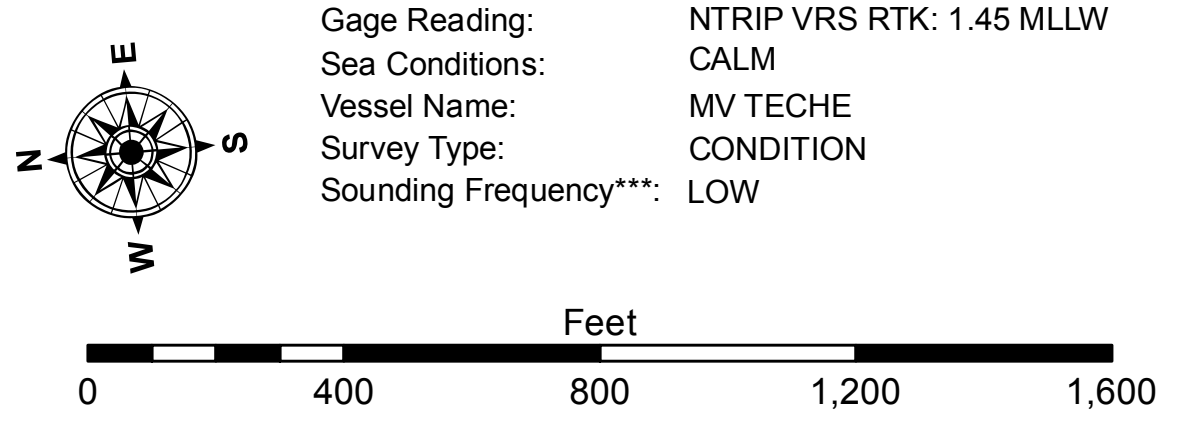 Gage Reading: NTRIP VRS RTK: 1.45 MLLW
Sea Conditions: CALM
Vessel Name: MV TECHE
Survey Type: CONDITION
Sounding Frequency***: LOW
E
N S
W
Feet
0 400 800 1,200 1,600